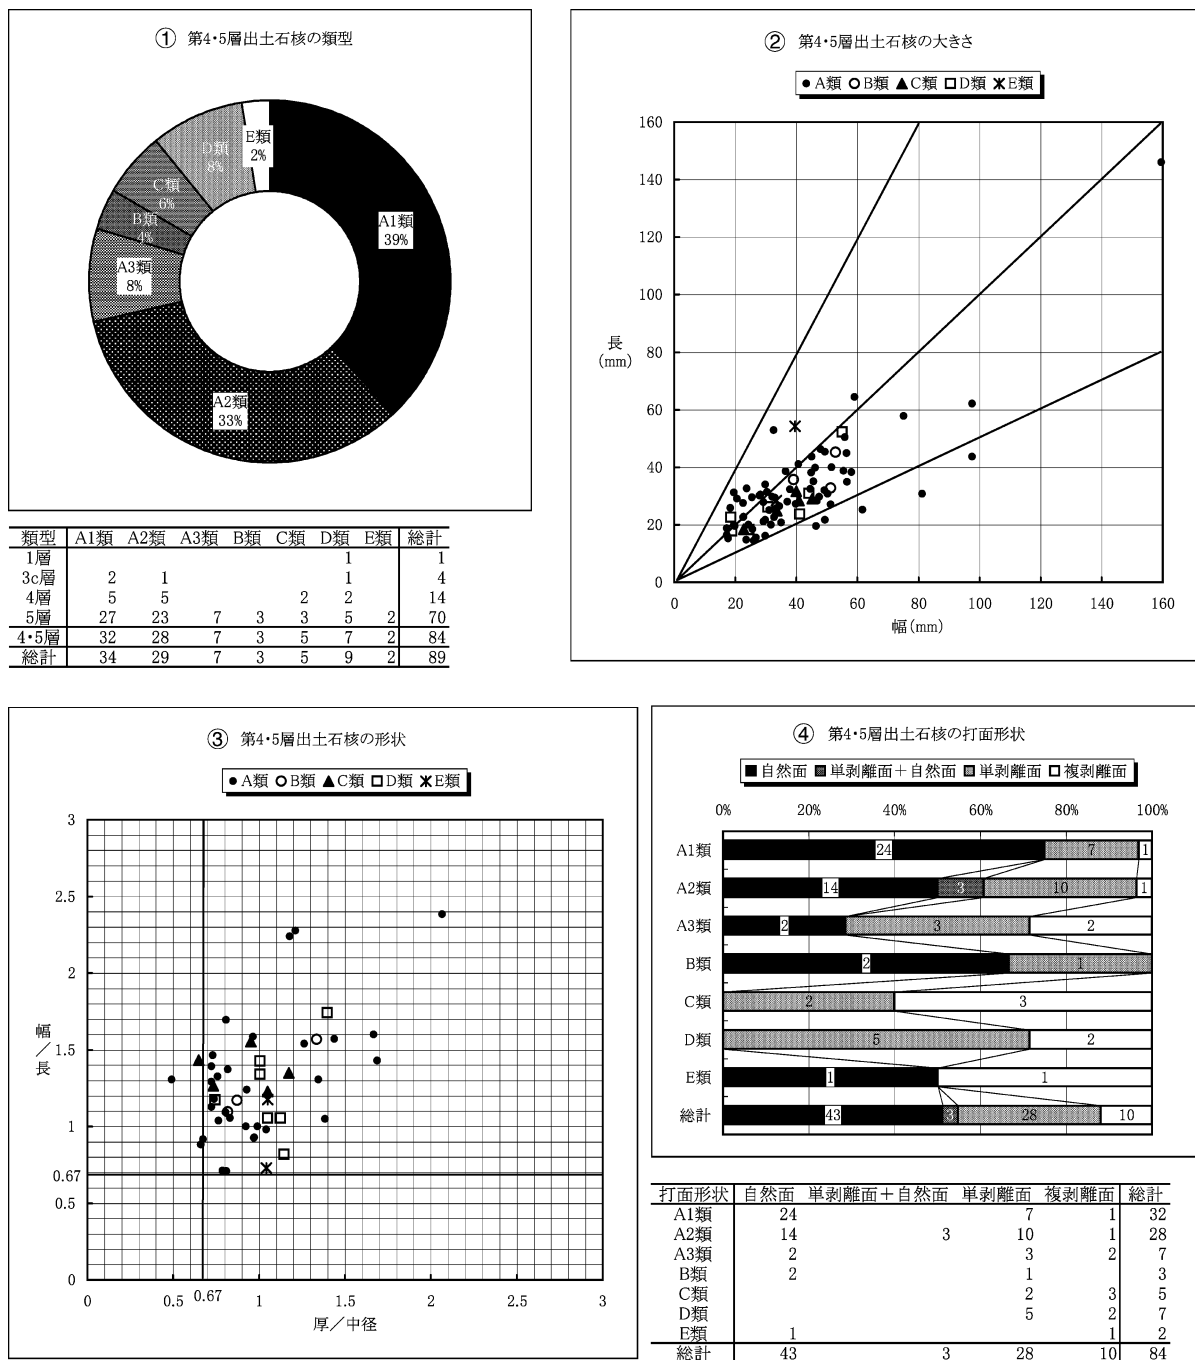 ① 第4・5層出土石核の類型
E類
2%
D類
8%
C類
6%
B類
4%
A3類
8%
A1類
39%
A2類
33%
類型 A1類 A2類 A3類 B類 C類 D類 E類 総計
1層 1 1
3c層 2 1 1 4
4層 5 5 2 2 14
5層 27 23 7 3 3 5 2 70
4・5層 32 28 7 3 5 7 2 84
総計 34 29 7 3 5 9 2 89
② 第4・5層出土石核の大きさ
A類 B類 C類 D類 E類
160
140
120
100
80
60
40
20
0
長
(mm)
0 20 40 60 80 100 120 140 160
幅(mm)
③ 第4・5層出土石核の形状
A類 B類 C類 D類 E類
3
2.5
2
1.5
1
0.67
0.5
0
幅／長
0 0.5 0.67 1 1.5 2 2.5 3
厚／中径
④ 第4・5層出土石核の打面形状
自然面 単剥離面＋自然面 単剥離面 複剥離面
0% 20% 40% 60% 80% 100%
A1類 24 7 1
A2類 14 3 10 1
A3類 2 3 2
B類 2 1
C類 2 3
D類 5 2
E類 1 1
総計 43 3 28 10
打面形状 自然面 単剥離面＋自然面 単剥離面 複剥離面 総計
A1類 24 7 1 32
A2類 14 3 10 1 28
A3類 2 3 2 7
B類 2 1 3
C類 2 3 5
D類 5 2 7
E類 1 1 2
総計 43 3 28 10 84